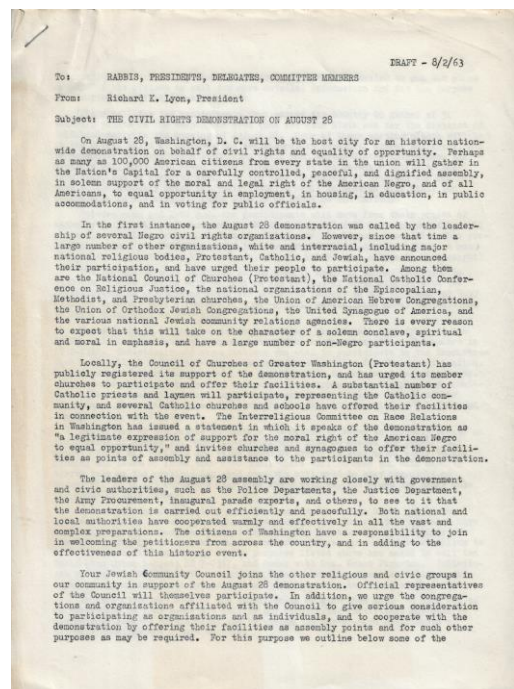 DRAFT - 8/2/63
To: RABBIS, PRESIDENTS, DELEGATES, COMMITTEE MEMBERS
From: Richard K. Lyon, President
Subject: THE CIVIL RIGHTS DEMONSTRATION ON AUGUST 28
On August 28, Washington, D. C. will be the host city for an historic nation-
wide demonstration on behalf of civil rights and equality of opportunity. Perhaps
as many as 100,000 American citizens from every state in the union will gather in
the Nation's Capital for a carefully controlled, peaceful, and dignified assembly,
in solemn support of the moral and legal right of the American Negro, and of all
Americans, to equal opportunity in employment, in housing, in education, in public
accommodations, and in voting for public officials.
In the first instance, the August 28 demonstration was called by the leader-
ship of several Negro civil rights organizations. However, since that time a
large number of other organizations, white and interracial, including major
national religious bodies, Protestant, Catholic, and Jewish, have announced
their participation, and have urged their people to participate. Among them
are the National Council of Churches (Protestant), the National Catholic Confer-
ence on Religious Justice, the national organizations of the Episcopalian,
Methodist, and Presbyterian churches, the Union of American Hebrew Congregations,
the Union of Orthodox Jewish Congregations, the United Synagogue of America, and
the various national Jewish community relations agencies. There is every reason
to expect that this will take on the character of a solemn conclave, spiritual
and moral in emphasis, and have a large number of non-Negro participants.
Locally, the Council of Churches of Greater Washington (Protestant) has
publicly registered its support of the demonstration, and has urged its member
churches to participate and offer their facilities. A substantial number of
Catholic priests and laymen will participate, representing the Catholic com-
munity, and several Catholic churches and schools have offered their facilities
in connection with the event. The Interreligious Committee on Race Relations
in Washington has issued a statement in which it speaks of the demonstration as
"a legitimate expression of support for the moral right of the American Negro
to equal opportunity," and invites churches and synagogues to offer their facili-
ties as points of assembly and assistance to the participants in the demonstration.
The leaders of the August 28 assembly are working closely with government
and civic authorities, such as the Police Departments, the Justice Department,
the Army Procurement, inaugural parade experts, and others, to see to it that
the demonstration is carried out efficiently and peacefully. Both national and
local authorities have cooperated warmly and effectively in all the vast and
complex preparations. The citizens of Washington have a responsibility to join
in welcoming the petitioners from across the country, and in adding to the
effectiveness of this historic event.
Your Jewish Community Council joins the other religious and civic groups in
our community in support of the August 28 demonstration. Official representatives
of the Council will themselves participate. In addition, we urge the congrega-
tions and organizations affiliated with the Council to give serious consideration
to participating as organizations and as individuals, and to cooperate with the
demonstration by offering their facilities as assembly points and for such other
purposes as may be required. For this purpose we outline below some of the